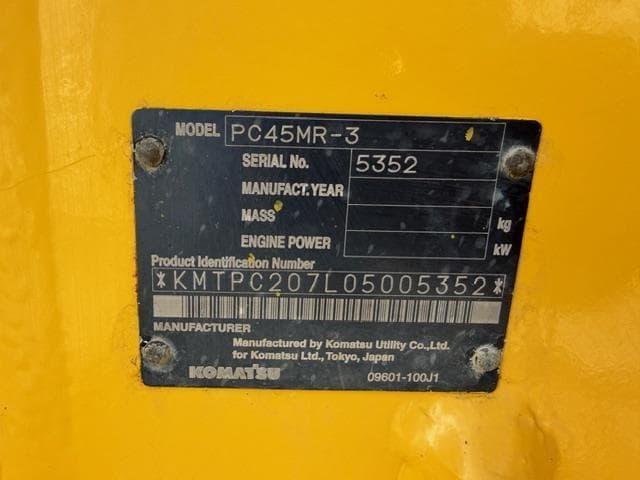 MODEL PC45MR-3
SERIAL No. 5352
MANUFACT.YEAR
MASS kg
ENGINE POWER kW
Product Identification Number
*KMTPC207L05005352*
MANUFACTURER
Manufactured by Komatsu Utility Co.,Ltd.
for Komatsu Ltd., Tokyo, Japan
KOMATSU 09601-100J1